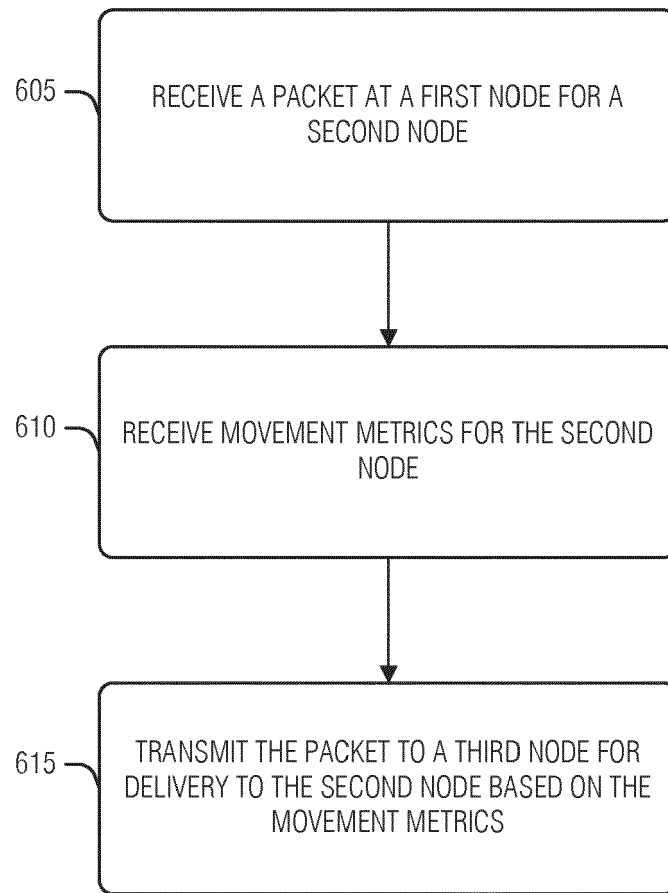 605
RECEIVE A PACKET AT A FIRST NODE FOR A
SECOND NODE
610
RECEIVE MOVEMENT METRICS FOR THE SECOND
NODE
615
TRANSMIT THE PACKET TO A THIRD NODE FOR
DELIVERY TO THE SECOND NODE BASED ON THE
MOVEMENT METRICS